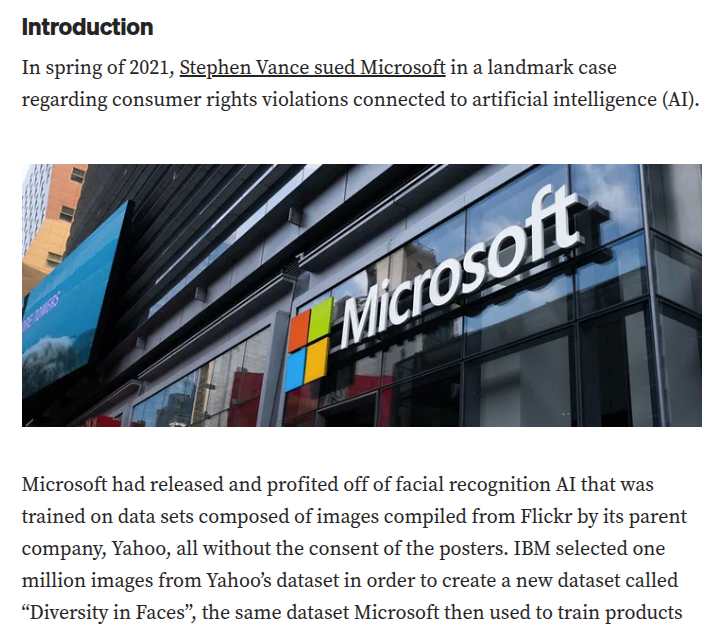 Introduction
In spring of 2021, Stephen Vance sued Microsoft in a landmark case
regarding consumer rights violations connected to artificial intelligence (AI).
Microsoft
Microsoft had released and profited off of facial recognition AI that was
trained on data sets composed of images compiled from Flickr by its parent
company, Yahoo, all without the consent of the posters. IBM selected one
million images from Yahoo’s dataset in order to create a new dataset called
“Diversity in Faces”, the same dataset Microsoft then used to train products